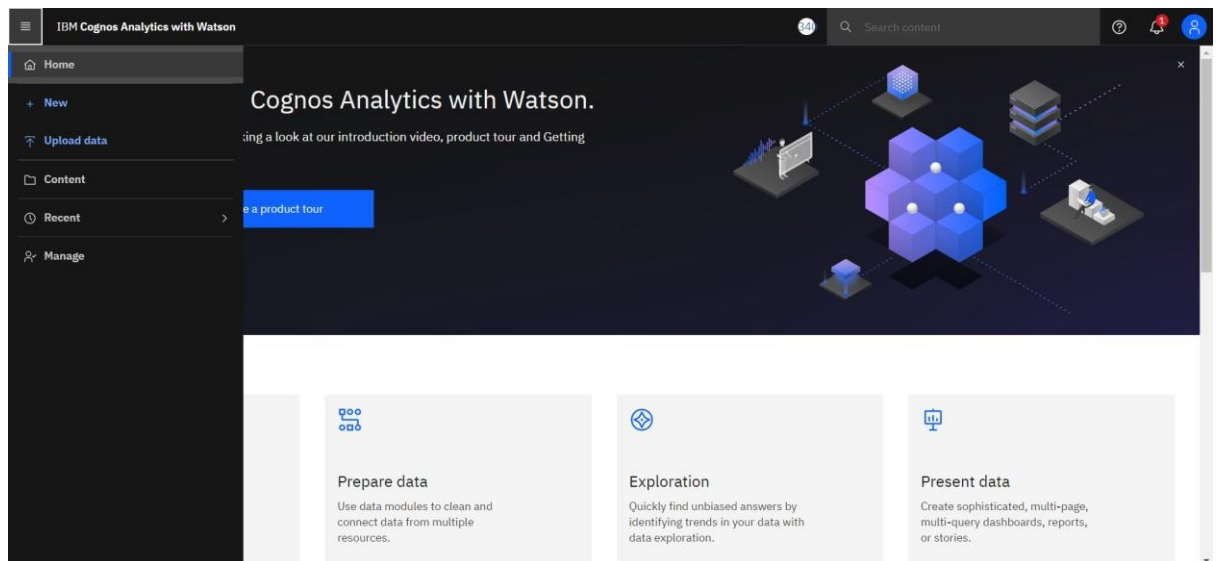 IBM Cognos Analytics with Watson
34
Search content
1
Home
New
Upload data
Content
Recent
Manage
Cognos Analytics with Watson.
king a look at our introduction video, product tour and Getting
e a product tour
Prepare data
Use data modules to clean and
connect data from multiple
resources.
Exploration
Quickly find unbiased answers by
identifying trends in your data with
data exploration.
Present data
Create sophisticated, multi-page,
multi-query dashboards, reports,
or stories.